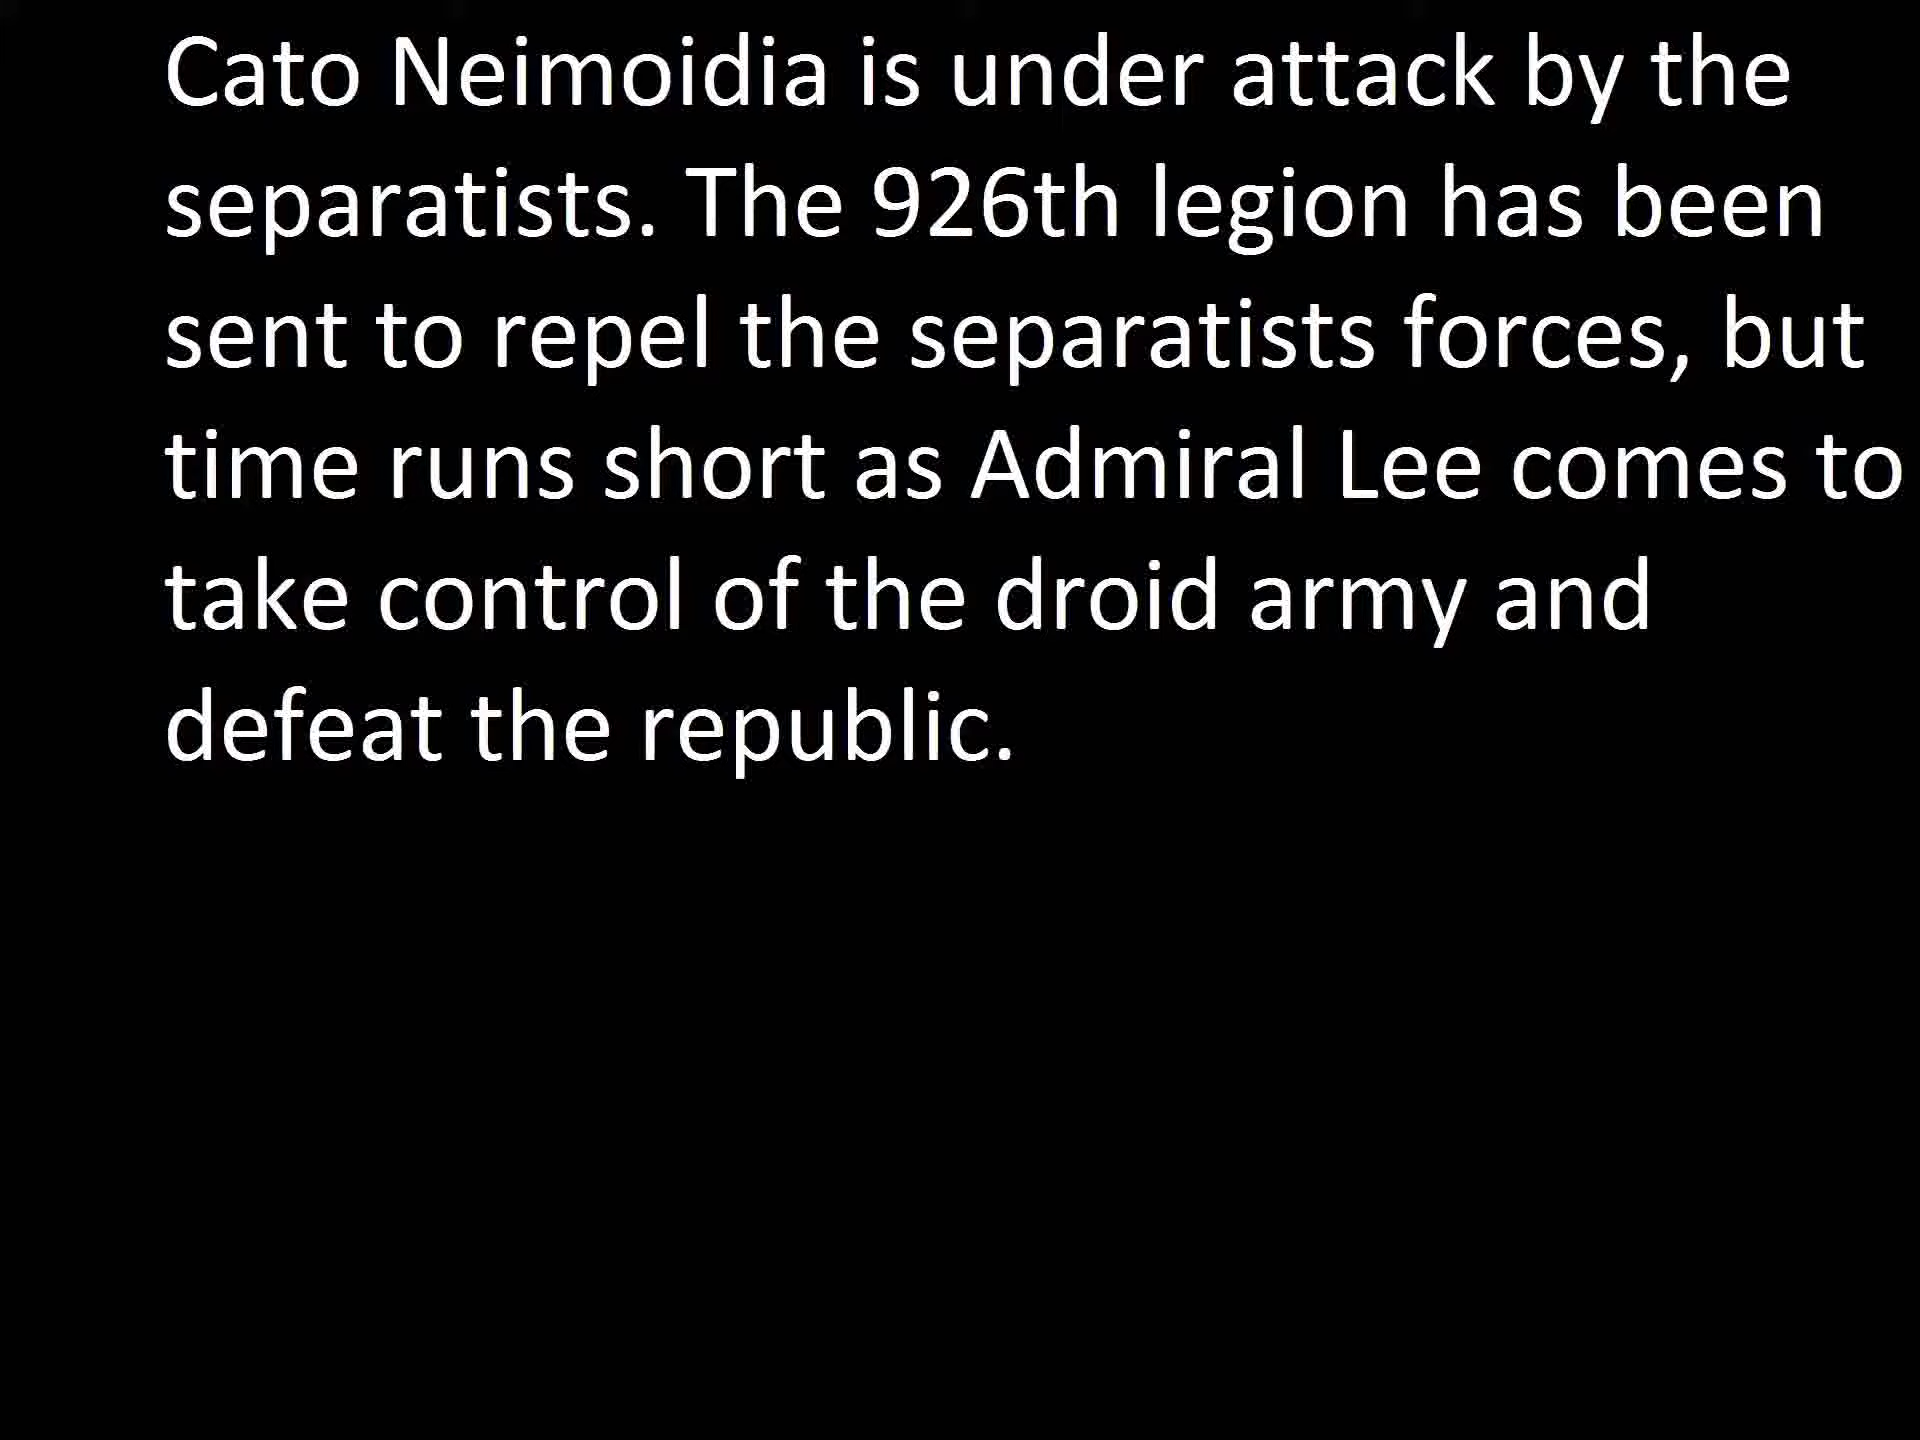 Cato Neimoidia is under attack by the
separatists. The 926th legion has been
sent to repel the separatists forces, but
time runs short as Admiral Lee comes to
take control of the droid army and
defeat the republic.